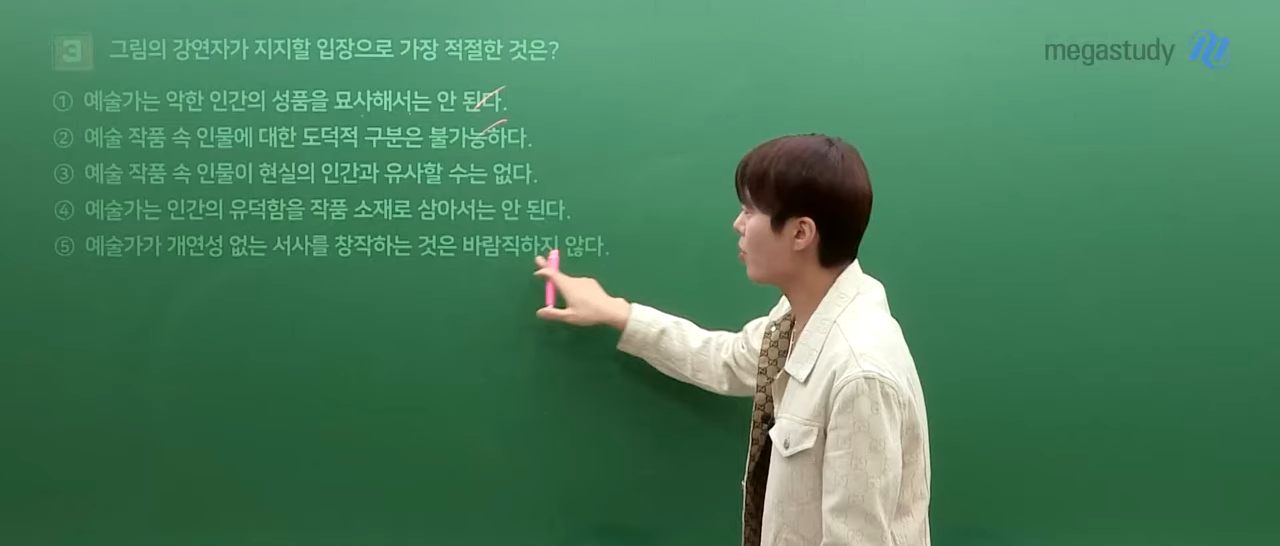 3 그림의 강연자가 지지할 입장으로 가장 적절한 것은?
megastudy M
① 예술가는 악한 인간의 성품을 묘사해서는 안 된다.
② 예술 작품 속 인물에 대한 도덕적 구분은 불가능하다.
③ 예술 작품 속 인물이 현실의 인간과 유사할 수는 없다.
④ 예술가는 인간의 유덕함을 작품 소재로 삼아서는 안 된다.
⑤ 예술가가 개연성 없는 서사를 창작하는 것은 바람직하지 않다.